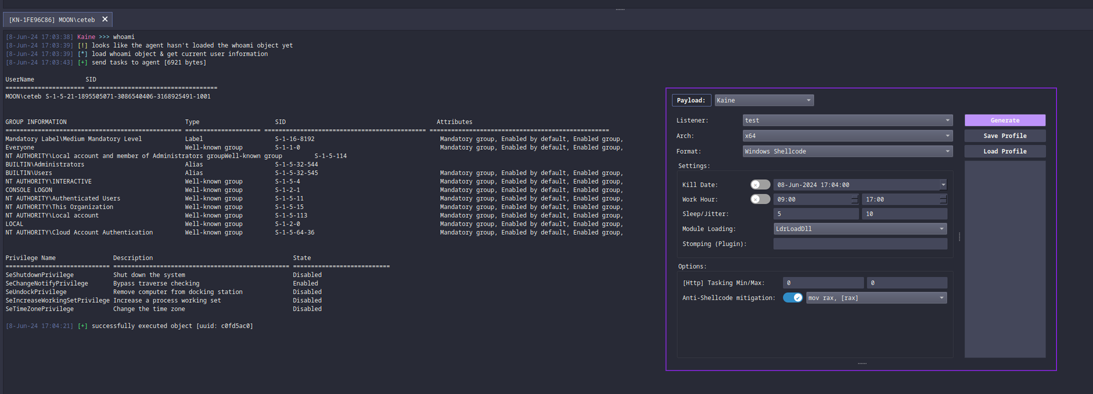 [KN-1FE96C86] MOON\ceteb
[8-Jun-24 17:03:38] Kaine >>> whoami
[8-Jun-24 17:03:39] [!] looks like the agent hasn't loaded the whoami object yet
[8-Jun-24 17:03:39] [*] load whoami object & get current user information
[8-Jun-24 17:03:43] [+] send tasks to agent [6921 bytes]
UserName SID
====================== ====================================
MOON\ceteb S-1-5-21-1895505071-3086540406-3168925491-1001
GROUP INFORMATION Type SID Attributes
================================================= ===================== ============================================= ==================================================
Mandatory Label\Medium Mandatory Level Label S-1-16-8192 Mandatory group, Enabled by default, Enabled group,
Everyone Well-known group S-1-1-0 Mandatory group, Enabled by default, Enabled group,
NT AUTHORITY\Local account and member of Administrators groupWell-known group S-1-5-114
BUILTIN\Administrators Alias S-1-5-32-544
BUILTIN\Users Alias S-1-5-32-545 Mandatory group, Enabled by default, Enabled group,
NT AUTHORITY\INTERACTIVE Well-known group S-1-5-4 Mandatory group, Enabled by default, Enabled group,
CONSOLE LOGON Well-known group S-1-2-1 Mandatory group, Enabled by default, Enabled group,
NT AUTHORITY\Authenticated Users Well-known group S-1-5-11 Mandatory group, Enabled by default, Enabled group,
NT AUTHORITY\This Organization Well-known group S-1-5-15 Mandatory group, Enabled by default, Enabled group,
NT AUTHORITY\Local account Well-known group S-1-5-113 Mandatory group, Enabled by default, Enabled group,
LOCAL Well-known group S-1-2-0 Mandatory group, Enabled by default, Enabled group,
NT AUTHORITY\Cloud Account Authentication Well-known group S-1-5-64-36 Mandatory group, Enabled by default, Enabled group,
Privilege Name Description State
============================= ================================================= ===========================
SeShutdownPrivilege Shut down the system Disabled
SeChangeNotifyPrivilege Bypass traverse checking Enabled
SeUndockPrivilege Remove computer from docking station Disabled
SeIncreaseWorkingSetPrivilege Increase a process working set Disabled
SeTimeZonePrivilege Change the time zone Disabled
[8-Jun-24 17:04:21] [+] successfully executed object [uuid: c0fd5ac0]
Payload: Kaine
Listener: test Generate
Arch: x64 Save Profile
Format: Windows Shellcode Load Profile
Settings:
Kill Date: 08-Jun-2024 17:04:00
Work Hour: 09:00 17:00
Sleep/Jitter: 5 10
Module Loading: LdrLoadDll
Stomping (Plugin):
Options:
[Http] Tasking Min/Max: 0 0
Anti-Shellcode mitigation: mov rax, [rax]